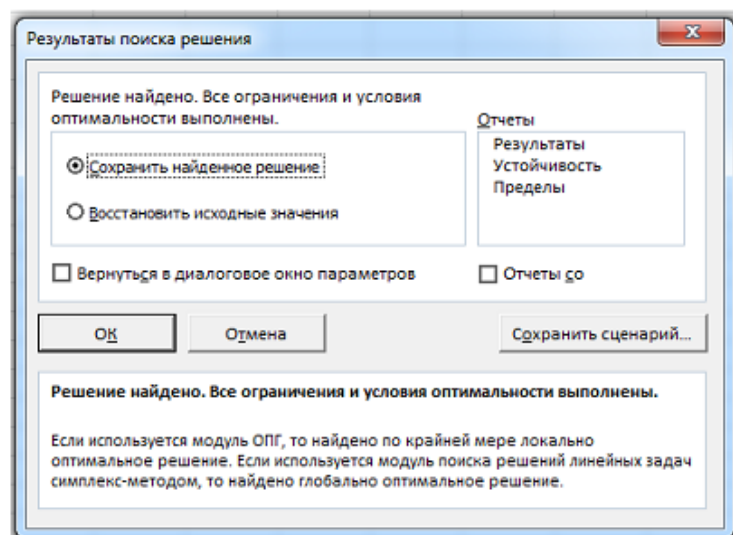 Результаты поиска решения
Решение найдено. Все ограничения и условия
оптимальности выполнены.
Сохранить найденное решение
Восстановить исходные значения
Отчеты
Результаты
Устойчивость
Пределы
Вернуться в диалоговое окно параметров
Отчеты со
ОК
Отмена
Сохранить сценарий...
Решение найдено. Все ограничения и условия оптимальности выполнены.
Если используется модуль ОПГ, то найдено по крайней мере локально
оптимальное решение. Если используется модуль поиска решений линейных задач
симплекс-методом, то найдено глобально оптимальное решение.